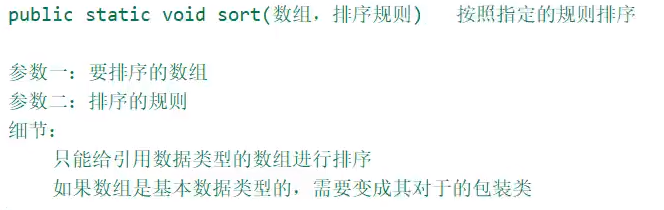 public static void sort(数组，排序规则)   按照指定的规则排序
参数一：要排序的数组
参数二：排序的规则
细节：
只能给引用数据类型的数组进行排序
如果数组是基本数据类型的，需要变成其对于的包装类